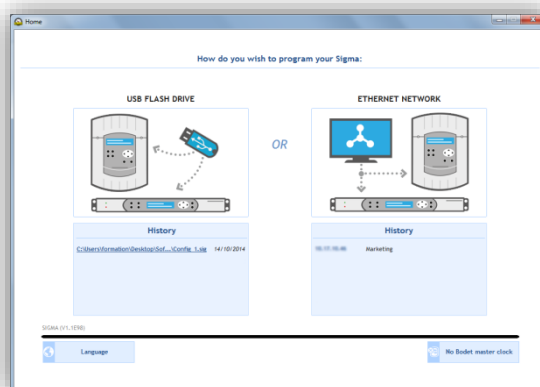 Home
How do you wish to program your Sigma:
USB FLASH DRIVE
ETHERNET NETWORK
OR
History
History
C:\Users\formation\Desktop\Sof...\Config_1.sig 14/10/2014
Marketing
SIGMA (V1.1E98)
Language
No Bodet master clock